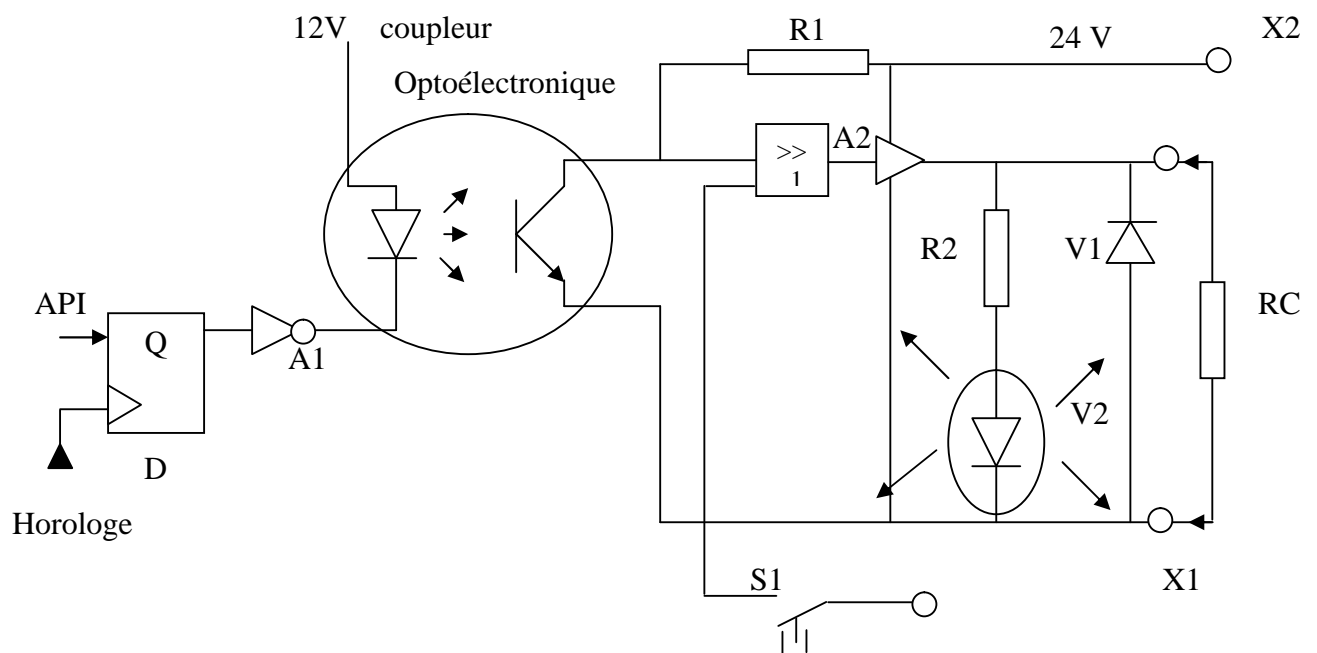 12V coupleur
Optoélectronique
R1
24 V
X2
>>
1
A2
R2
V1
RC
API
Q
A1
V2
D
Horologe
S1
X1